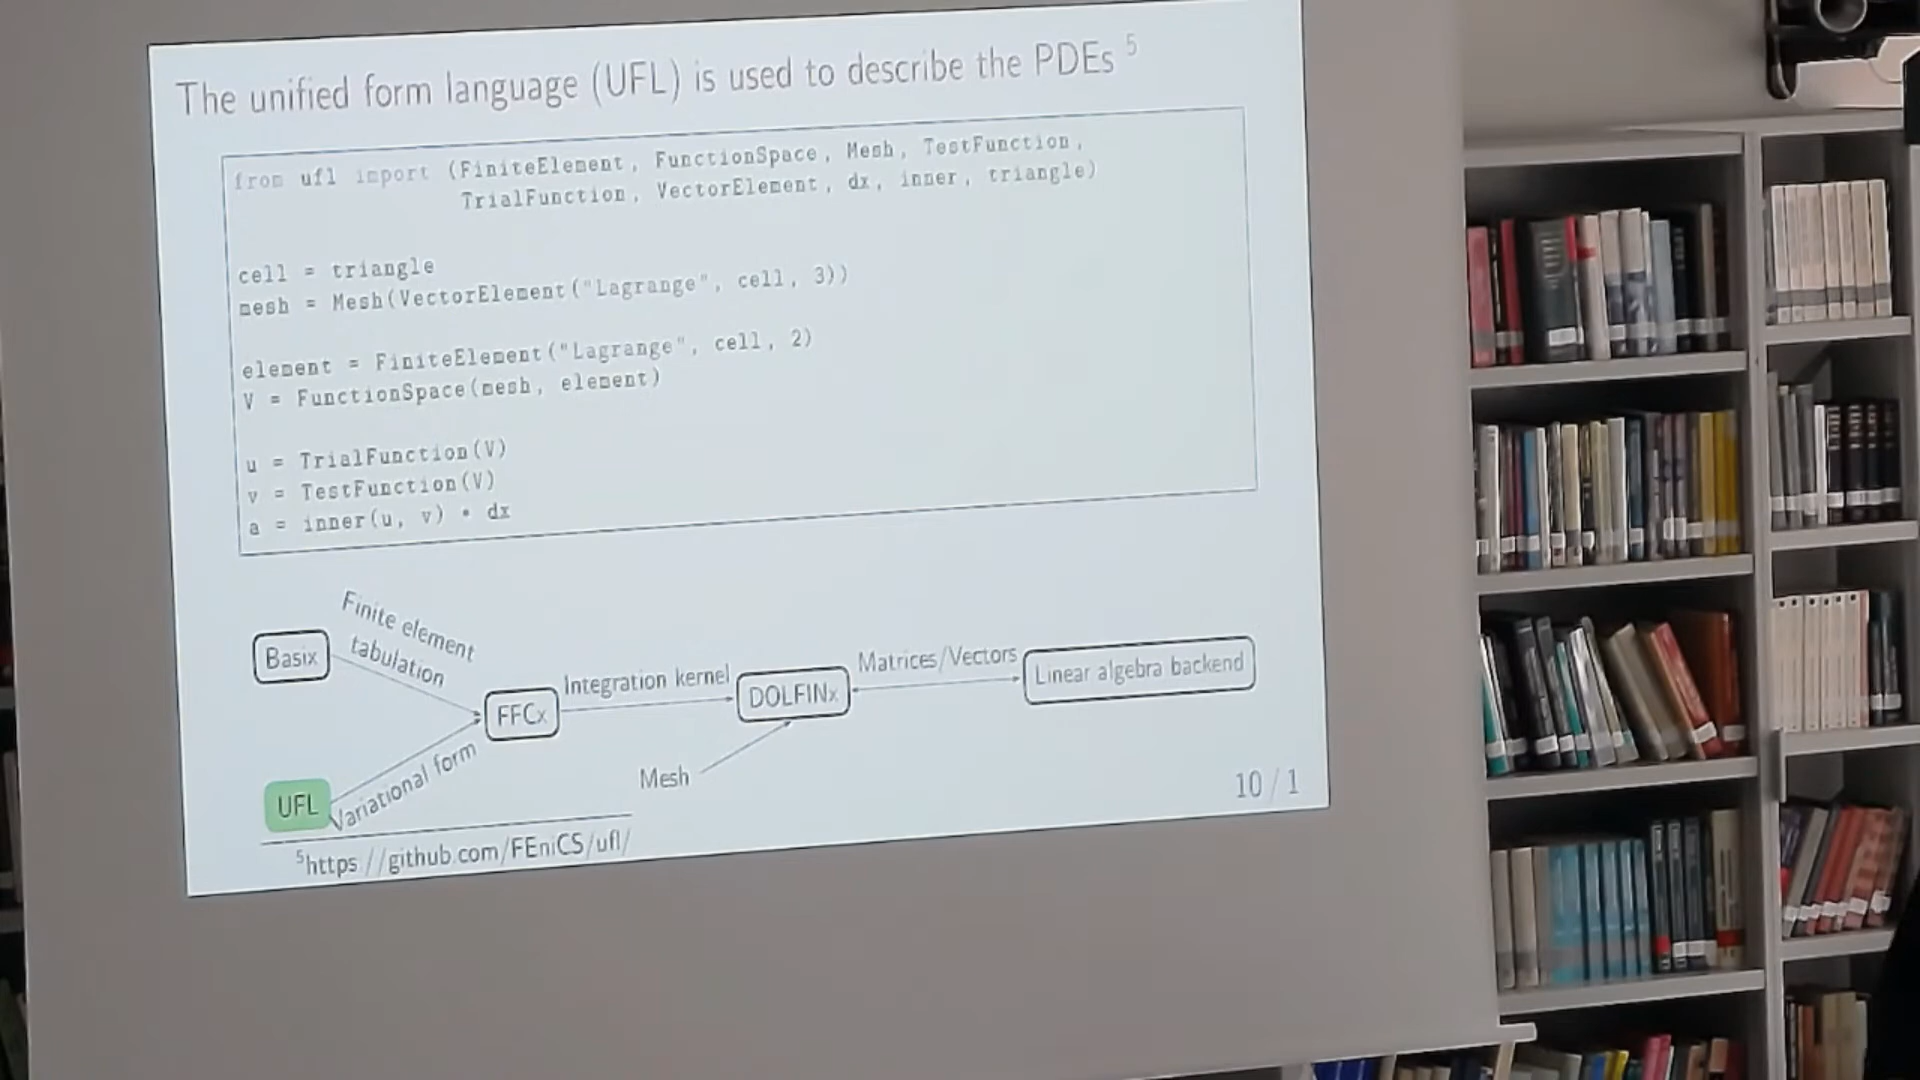 The unified form language (UFL) is used to describe the PDEs 5
from ufl import (FiniteElement, FunctionSpace, Mesh, TestFunction,
TrialFunction, VectorElement, dx, inner, triangle)
cell = triangle
mesh = Mesh(VectorElement("Lagrange", cell, 3))
element = FiniteElement("Lagrange", cell, 2)
V = FunctionSpace(mesh, element)
u = TrialFunction(V)
v = TestFunction(V)
a = inner(u, v) * dx
Finite element
tabulation
Basix
Integration kernel
Matrices/Vectors
Linear algebra backend
FFCx
DOLFINx
Variational form
Mesh
UFL
10 / 1
5https://github.com/FEniCS/ufl/